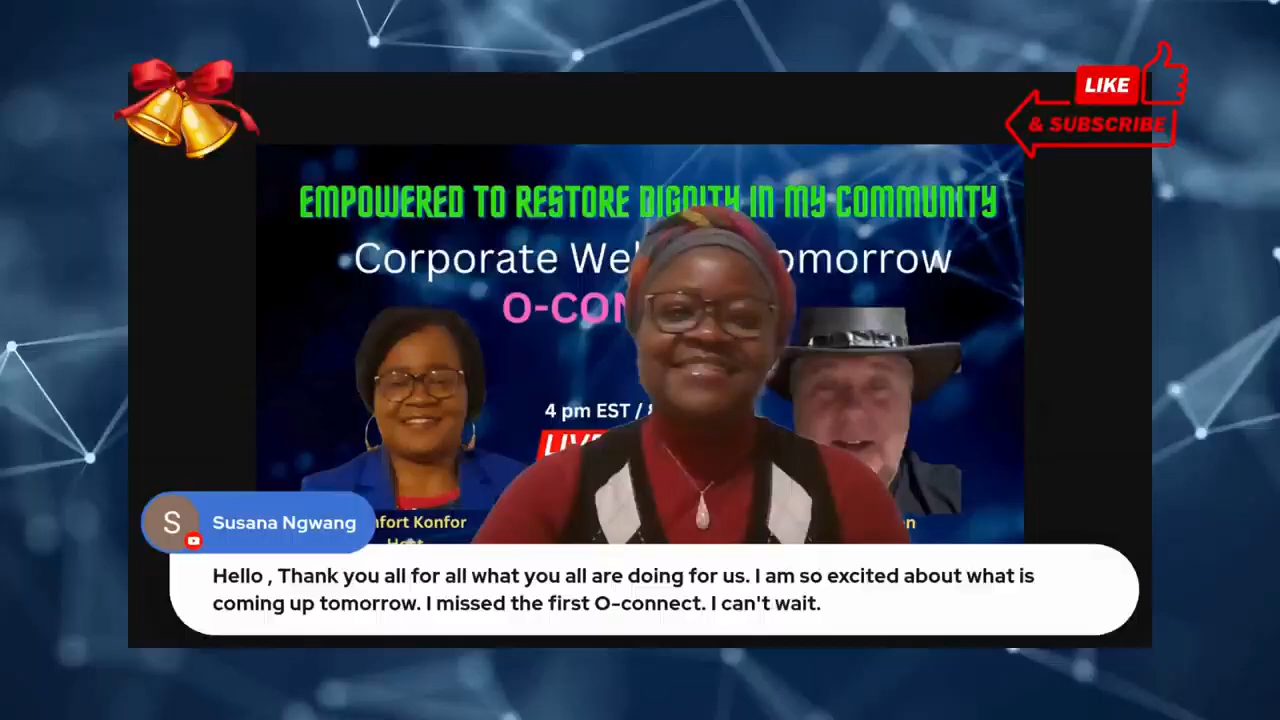 LIKE
& SUBSCRIBE
EMPOWERED TO RESTORE DIGNITY IN MY COMMUNITY
Corporate
O-CON
4 pm EST /
LIVE
S
Susana Ngwang
Konfor
Hello , Thank you all for all what you all are doing for us. I am so excited about what is
coming up tomorrow. I missed the first O-connect. I can't wait.